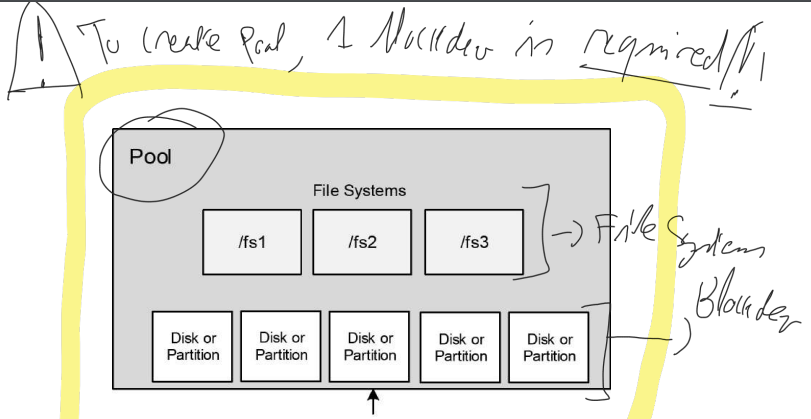 To create Pool, 1 Blockdev is required !!
Pool
File Systems
/fs1 /fs2 /fs3
File System
Blockdev
Disk or Partition Disk or Partition Disk or Partition Disk or Partition Disk or Partition